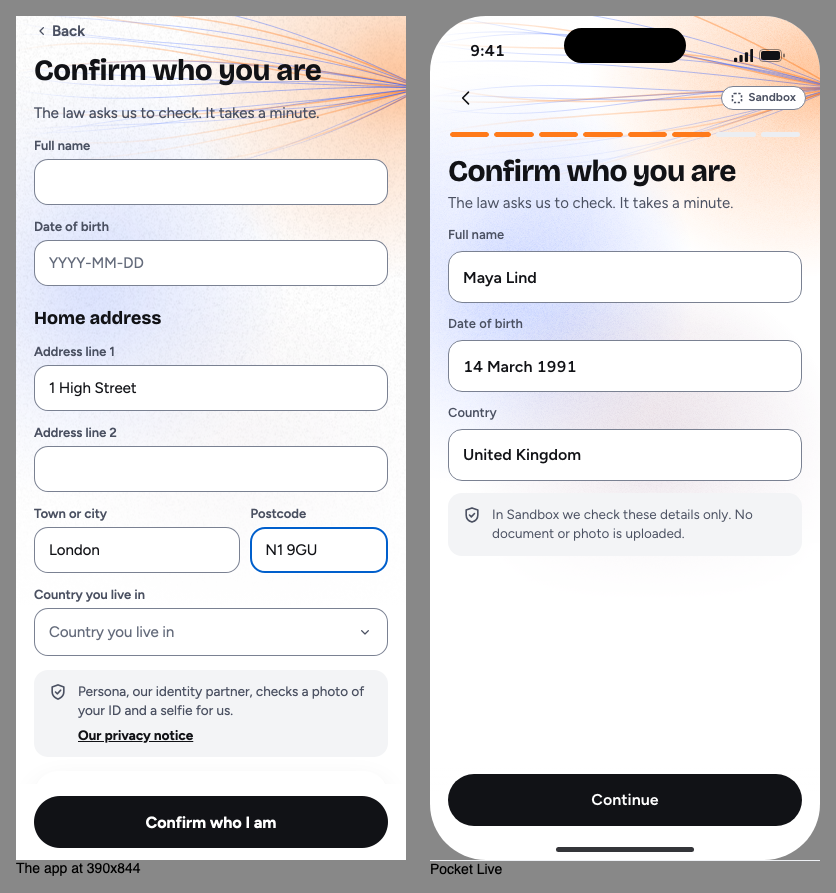 Back
Confirm who you are
The law asks us to check. It takes a minute.
Full name
Date of birth
YYYY-MM-DD
Home address
Address line 1
1 High Street
Address line 2
Town or city
Postcode
London
N1 9GU
Country you live in
Country you live in
Persona, our identity partner, checks a photo of
your ID and a selfie for us.
Our privacy notice
Confirm who I am
The app at 390x844
9:41
Sandbox
Confirm who you are
The law asks us to check. It takes a minute.
Full name
Maya Lind
Date of birth
14 March 1991
Country
United Kingdom
In Sandbox we check these details only. No
document or photo is uploaded.
Continue
Pocket Live